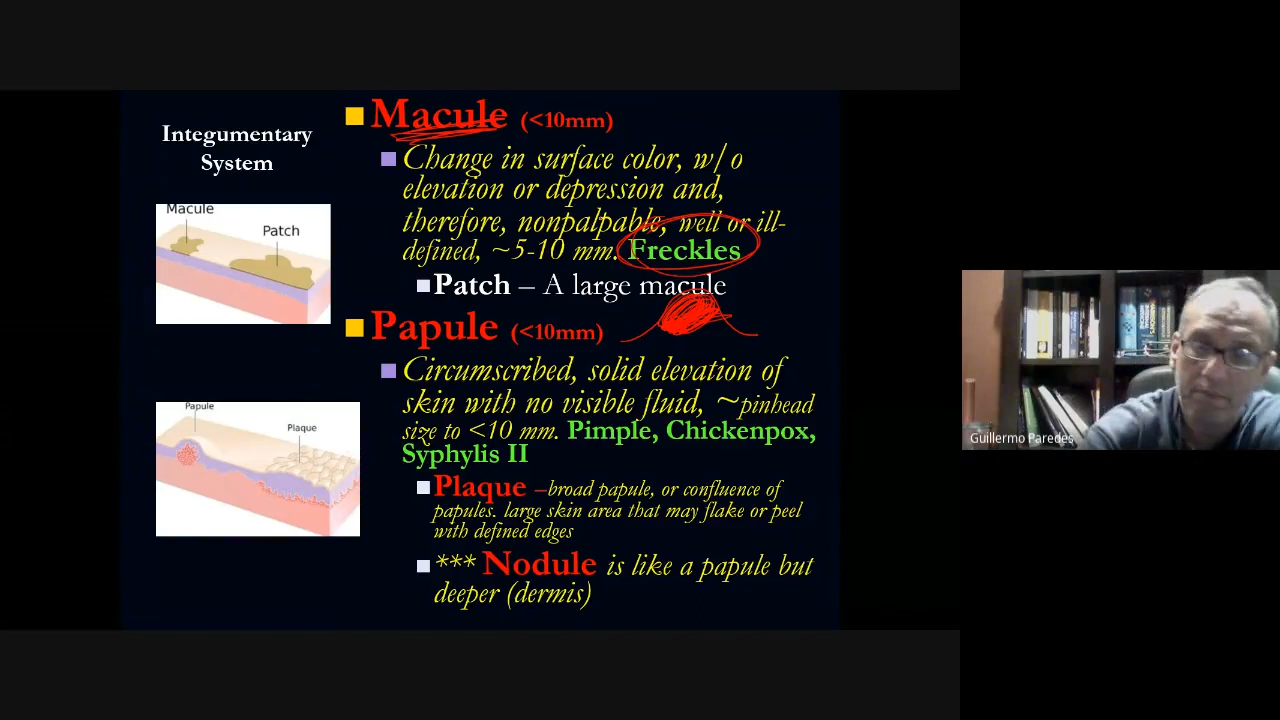 Integumentary
System
Macule
Patch
Papule
Plaque
Macule (<10mm)
Change in surface color, w/o
elevation or depression and,
therefore, nonpalpable, well or ill-
defined, ~5-10 mm. Freckles
Patch – A large macule
Papule (<10mm)
Circumscribed, solid elevation of
skin with no visible fluid, ~pinhead
size to <10 mm. Pimple, Chickenpox,
Syphylis II
Plaque –broad papule, or confluence of
papules. large skin area that may flake or peel
with defined edges
*** Nodule is like a papule but
deeper (dermis)
Guillermo Paredes